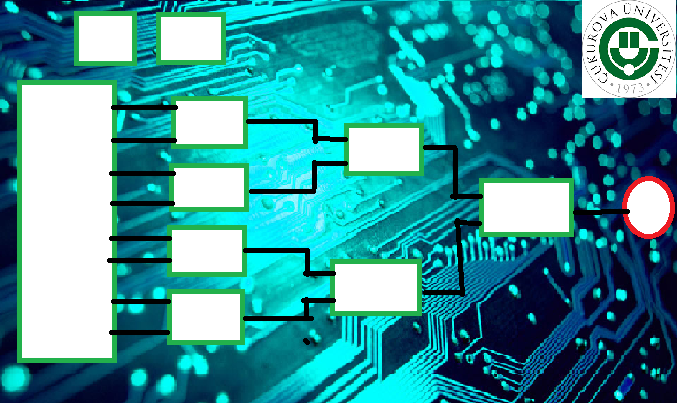 ÇUKUROVA ÜNİVERSİTESİ
• 1973 •